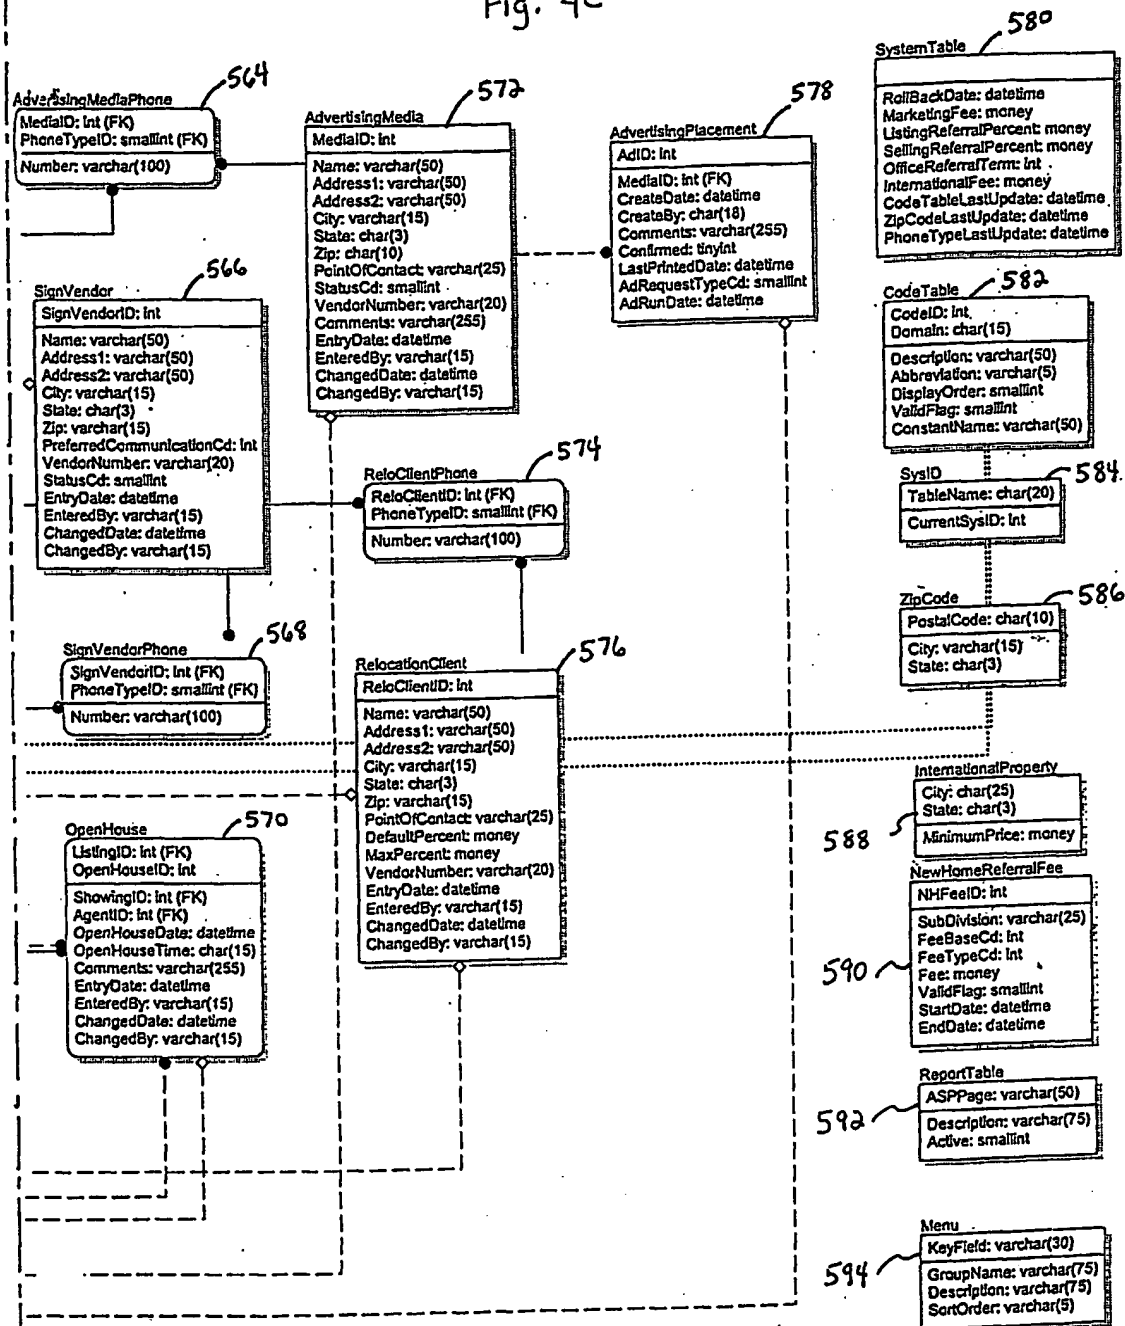 Fig. 4C
AdvertisingMediaPhone
564
MediaID: int (FK)
PhoneTypeID: smallint (FK)
Number: varchar(100)
SignVendor
566
SignVendorID: int
Name: varchar(50)
Address1: varchar(50)
Address2: varchar(50)
City: varchar(15)
State: char(3)
Zip: varchar(15)
PreferredCommunicationCd: int
VendorNumber: varchar(20)
StatusCd: smallint
EntryDate: datetime
EnteredBy: varchar(15)
ChangedDate: datetime
ChangedBy: varchar(15)
SignVendorPhone
568
SignVendorID: int (FK)
PhoneTypeID: smallint (FK)
Number: varchar(100)
OpenHouse
570
ListingID: int (FK)
OpenHouseID: int
ShowingID: int (FK)
AgentID: int (FK)
OpenHouseDate: datetime
OpenHouseTime: char(15)
Comments: varchar(255)
EntryDate: datetime
EnteredBy: varchar(15)
ChangedDate: datetime
ChangedBy: varchar(15)
AdvertisingMedia
572
MediaID: int
Name: varchar(50)
Address1: varchar(50)
Address2: varchar(50)
City: varchar(15)
State: char(3)
Zip: char(10)
PointOfContact: varchar(25)
StatusCd: smallint
VendorNumber: varchar(20)
Comments: varchar(255)
EntryDate: datetime
EnteredBy: varchar(15)
ChangedDate: datetime
ChangedBy: varchar(15)
ReloClientPhone
574
ReloClientID: int (FK)
PhoneTypeID: smallint (FK)
Number: varchar(100)
RelocationClient
576
ReloClientID: int
Name: varchar(50)
Address1: varchar(50)
Address2: varchar(50)
City: varchar(15)
State: char(3)
Zip: varchar(15)
PointOfContact: varchar(25)
DefaultPercent: money
MaxPercent: money
VendorNumber: varchar(20)
EntryDate: datetime
EnteredBy: varchar(15)
ChangedDate: datetime
ChangedBy: varchar(15)
AdvertisingPlacement
578
AdID: int
MediaID: int (FK)
CreateDate: datetime
CreateBy: char(18)
Comments: varchar(255)
Confirmed: tinyint
LastPrintedDate: datetime
AdRequestTypeCd: smallint
AdRunDate: datetime
SystemTable
580
RollBackDate: datetime
MarketingFee: money
ListingReferralPercent: money
SellingReferralPercent: money
OfficeReferralTerm: int
InternationalFee: money
CodeTableLastUpdate: datetime
ZipCodeLastUpdate: datetime
PhoneTypeLastUpdate: datetime
CodeTable
582
CodeID: int
Domain: char(15)
Description: varchar(50)
Abbreviation: varchar(5)
DisplayOrder: smallint
ValidFlag: smallint
ConstantName: varchar(50)
SysID
584
TableName: char(20)
CurrentSysID: int
ZipCode
586
PostalCode: char(10)
City: varchar(15)
State: char(3)
InternationalProperty
588
City: char(25)
State: char(3)
MinimumPrice: money
NewHomeReferralFee
590
NHFeeID: int
SubDivision: varchar(25)
FeeBaseCd: int
FeeTypeCd: int
Fee: money
ValidFlag: smallint
StartDate: datetime
EndDate: datetime
ReportTable
592
ASPPage: varchar(50)
Description: varchar(75)
Active: smallint
Menu
594
KeyField: varchar(30)
GroupName: varchar(75)
Description: varchar(75)
SortOrder: varchar(5)